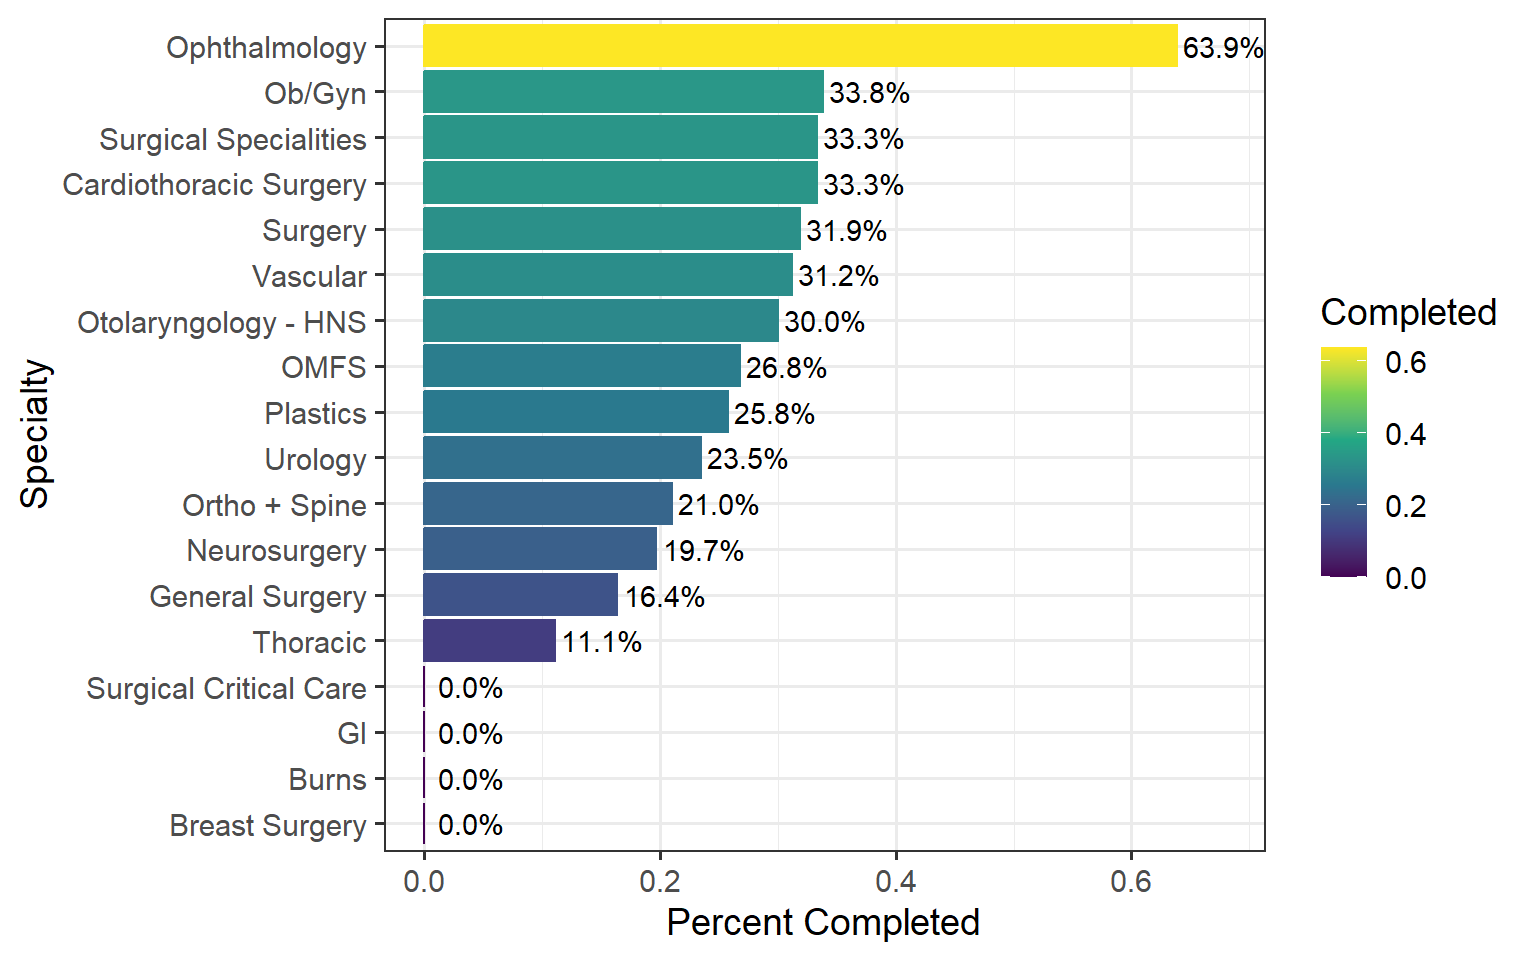 Specialty
Ophthalmology 63.9%
Ob/Gyn 33.8%
Surgical Specialities 33.3%
Cardiothoracic Surgery 33.3%
Surgery 31.9%
Vascular 31.2%
Otolaryngology - HNS 30.0%
OMFS 26.8%
Plastics 25.8%
Urology 23.5%
Ortho + Spine 21.0%
Neurosurgery 19.7%
General Surgery 16.4%
Thoracic 11.1%
Surgical Critical Care 0.0%
GI 0.0%
Burns 0.0%
Breast Surgery 0.0%
0.0 0.2 0.4 0.6
Percent Completed
Completed
0.6
0.4
0.2
0.0